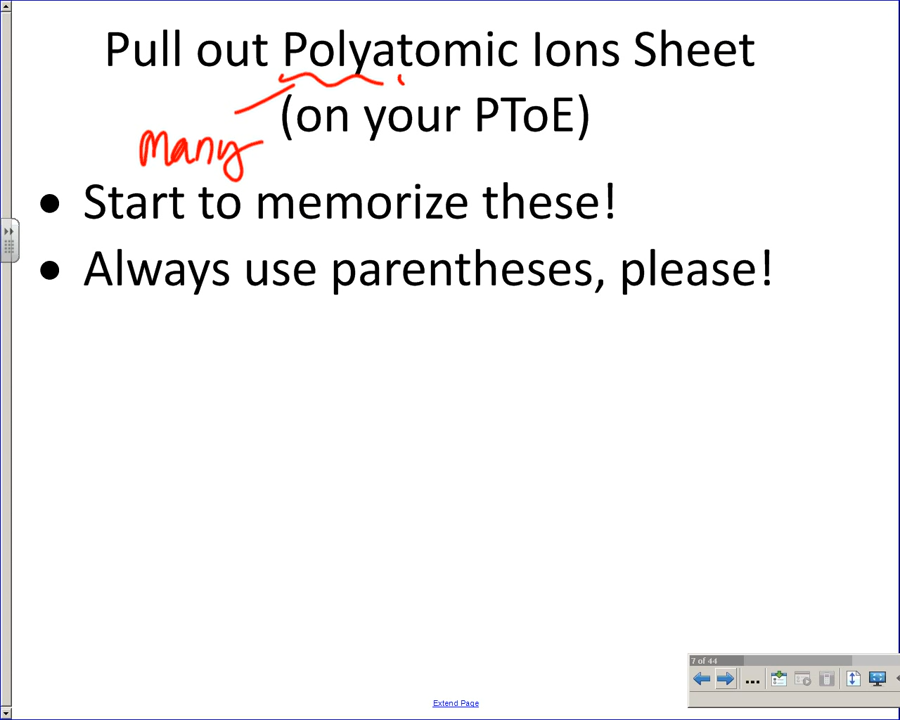 Pull out Polyatomic Ions Sheet
(on your PToE)
many
• Start to memorize these!
• Always use parentheses, please!
7 of 44
Extend Page